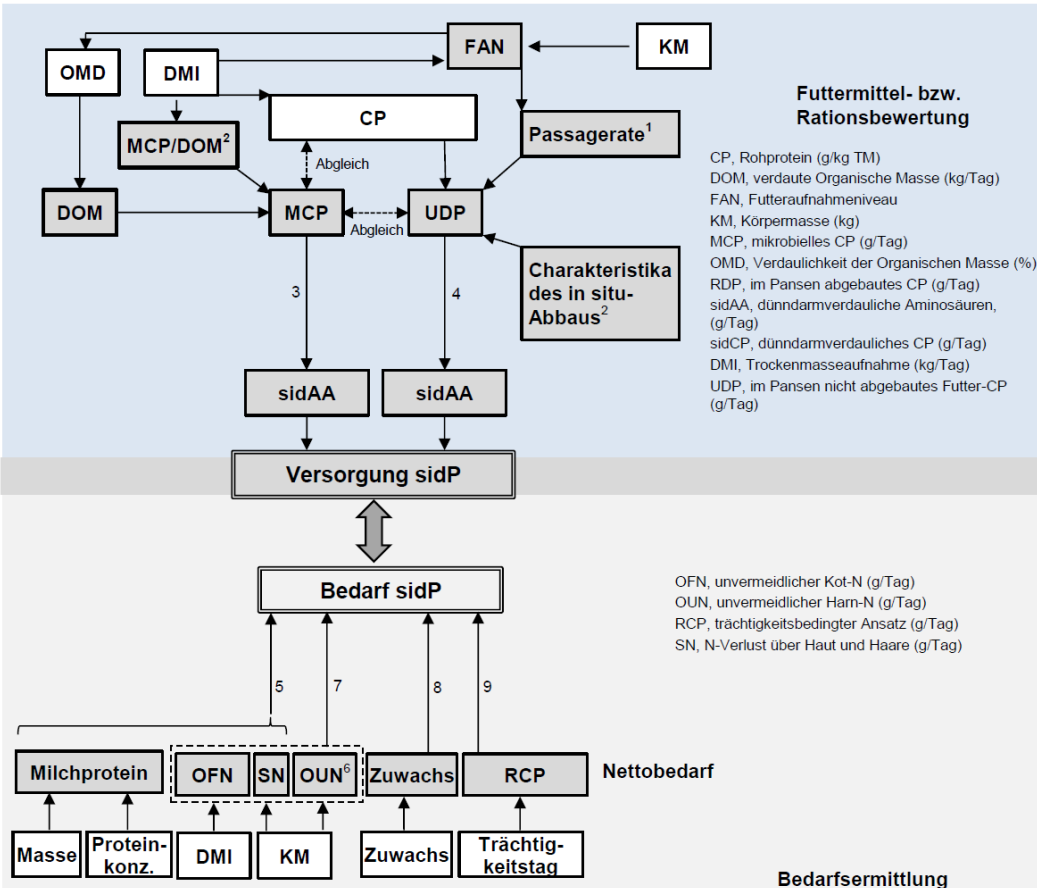 FAN
KM
OMD
DMI
CP
MCP/DOM²
Passagerate¹
Abgleich
DOM
MCP
UDP
Abgleich
Charakteristika
des in situ-
Abbaus²
3
4
sidAA
sidAA
Versorgung sidP
Futtermittel- bzw.
Rationsbewertung
CP, Rohprotein (g/kg TM)
DOM, verdaute Organische Masse (kg/Tag)
FAN, Futteraufnahmeniveau
KM, Körpermasse (kg)
MCP, mikrobielles CP (g/Tag)
OMD, Verdaulichkeit der Organischen Masse (%)
RDP, im Pansen abgebautes CP (g/Tag)
sidAA, dünndarmverdauliche Aminosäuren,
(g/Tag)
sidCP, dünndarmverdauliches CP (g/Tag)
DMI, Trockenmasseaufnahme (kg/Tag)
UDP, im Pansen nicht abgebautes Futter-CP
(g/Tag)
Bedarf sidP
OFN, unvermeidlicher Kot-N (g/Tag)
OUN, unvermeidlicher Harn-N (g/Tag)
RCP, trächtigkeitsbedingter Ansatz (g/Tag)
SN, N-Verlust über Haut und Haare (g/Tag)
5
7
8
9
Milchprotein
OFN
SN
OUN⁶
Zuwachs
RCP
Nettobedarf
Masse
Protein-
konz.
DMI
KM
Zuwachs
Trächtig-
keitstag
Bedarfsermittlung